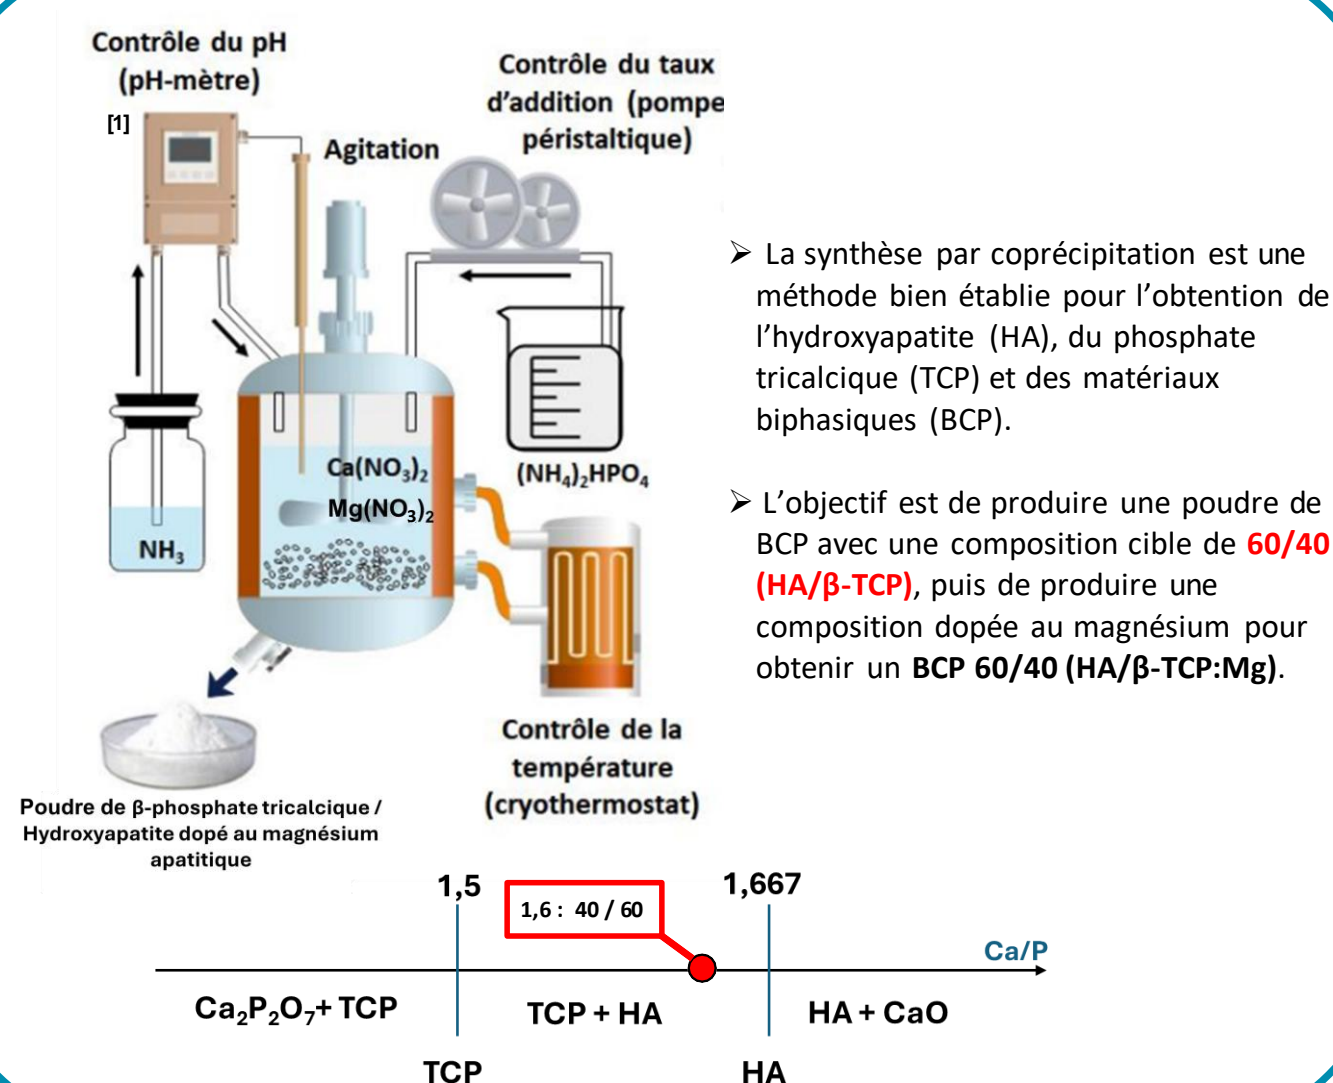 Contrôle du pH
(pH-mètre)
[1]
Agitation
Contrôle du taux
d'addition (pompe
péristaltique)
Ca(NO₃)₂
Mg(NO₃)₂
(NH₄)₂HPO₄
NH₃
Contrôle de la
température
(cryothermostat)
Poudre de β-phosphate tricalcique /
Hydroxyapatite dopé au magnésium
apatitique
➢ La synthèse par coprécipitation est une
méthode bien établie pour l’obtention de
l’hydroxyapatite (HA), du phosphate
tricalcique (TCP) et des matériaux
biphasiques (BCP).
➢ L’objectif est de produire une poudre de
BCP avec une composition cible de 60/40
(HA/β-TCP), puis de produire une
composition dopée au magnésium pour
obtenir un BCP 60/40 (HA/β-TCP:Mg).
1,5
1,6 : 40 / 60
1,667
Ca/P
Ca₂P₂O₇+ TCP
TCP + HA
HA + CaO
TCP
HA